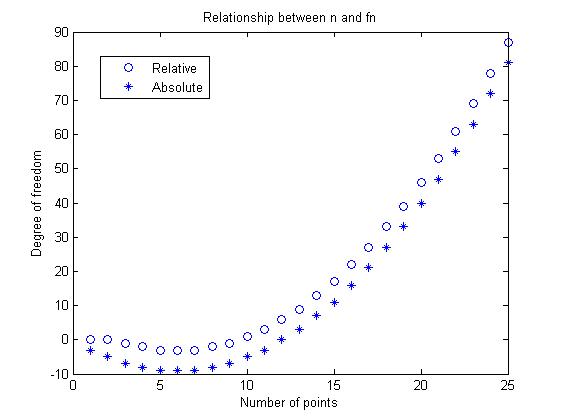 Relationship between n and fn
Relative
Absolute
Degree of freedom
90
80
70
60
50
40
30
20
10
0
-10
0 5 10 15 20 25
Number of points